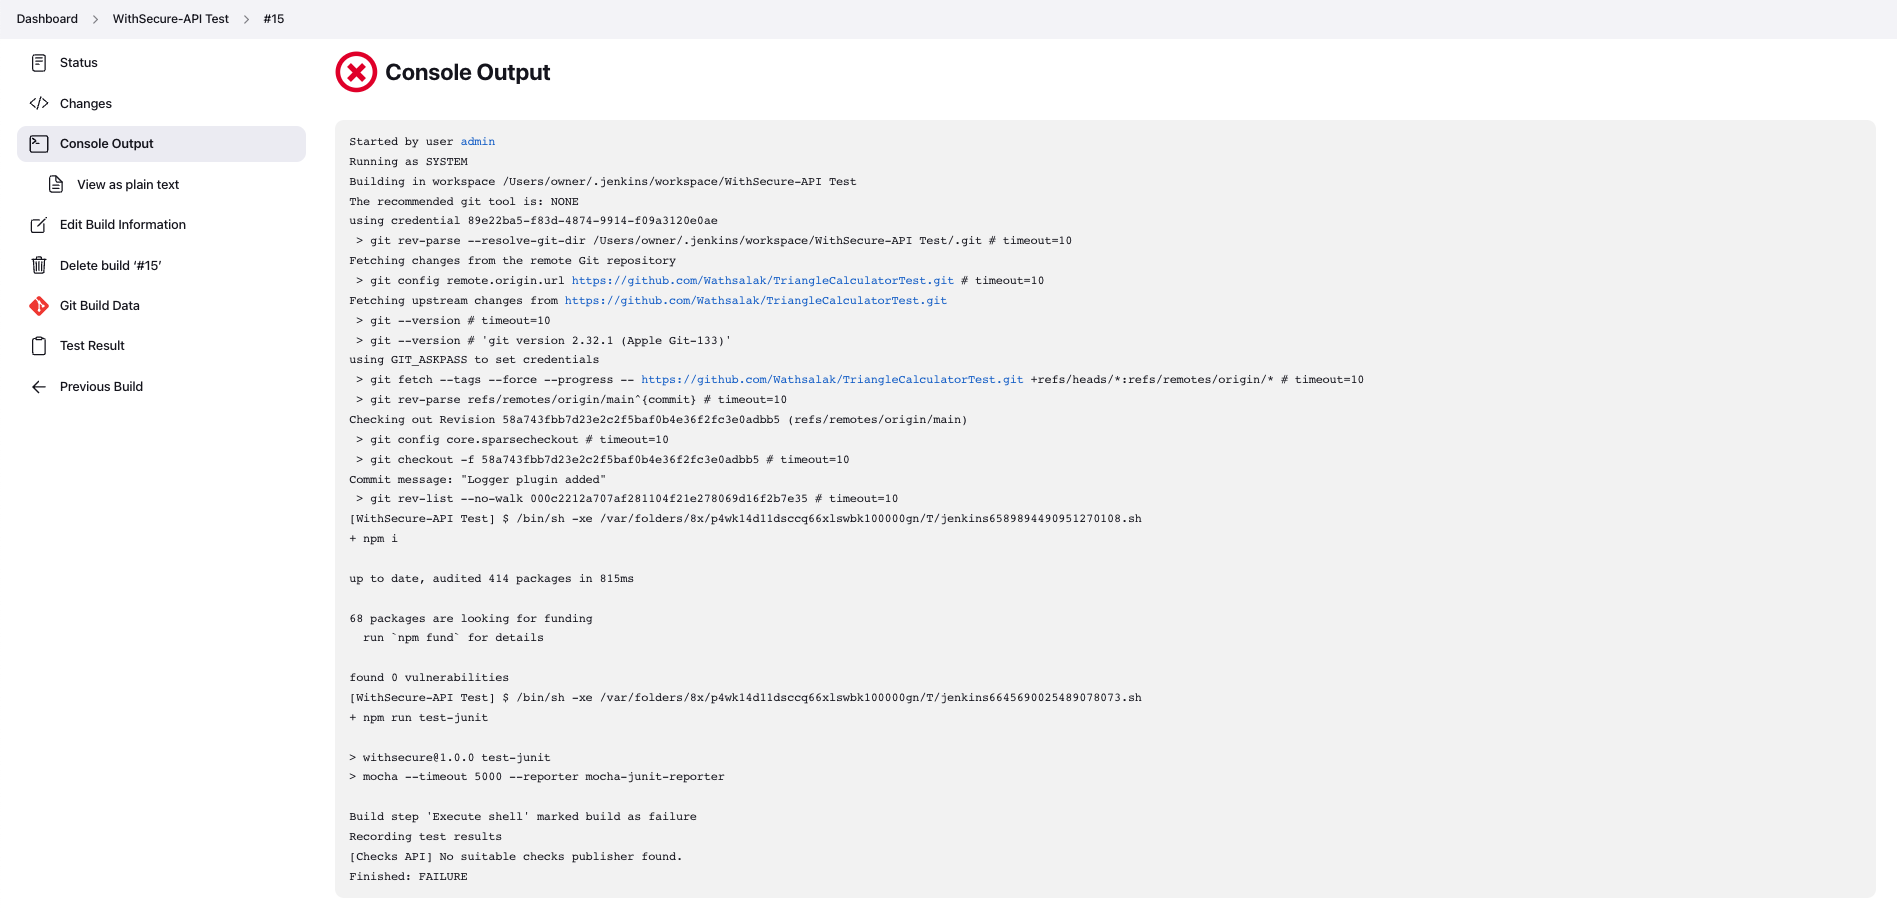 Dashboard > WithSecure-API Test > #15
Status
Changes
Console Output
View as plain text
Edit Build Information
Delete build ‘#15’
Git Build Data
Test Result
Previous Build
Console Output
Started by user admin
Running as SYSTEM
Building in workspace /Users/owner/.jenkins/workspace/WithSecure-API Test
The recommended git tool is: NONE
using credential 89e22ba5-f83d-4874-9914-f09a3120e0ae
 > git rev-parse --resolve-git-dir /Users/owner/.jenkins/workspace/WithSecure-API Test/.git # timeout=10
Fetching changes from the remote Git repository
 > git config remote.origin.url https://github.com/Wathsalak/TriangleCalculatorTest.git # timeout=10
Fetching upstream changes from https://github.com/Wathsalak/TriangleCalculatorTest.git
 > git --version # timeout=10
 > git --version # 'git version 2.32.1 (Apple Git-133)'
using GIT_ASKPASS to set credentials
 > git fetch --tags --force --progress -- https://github.com/Wathsalak/TriangleCalculatorTest.git +refs/heads/*:refs/remotes/origin/* # timeout=10
 > git rev-parse refs/remotes/origin/main^{commit} # timeout=10
Checking out Revision 58a743fbb7d23e2c2f5baf0b4e36f2fc3e0adbb5 (refs/remotes/origin/main)
 > git config core.sparsecheckout # timeout=10
 > git checkout -f 58a743fbb7d23e2c2f5baf0b4e36f2fc3e0adbb5 # timeout=10
Commit message: "Logger plugin added"
 > git rev-list --no-walk 000c2212a707af281104f21e278069d16f2b7e35 # timeout=10
[WithSecure-API Test] $ /bin/sh -xe /var/folders/8x/p4wk14d11dsccq66xlswbk100000gn/T/jenkins6589894490951270108.sh
+ npm i
up to date, audited 414 packages in 815ms
68 packages are looking for funding
  run `npm fund` for details
found 0 vulnerabilities
[WithSecure-API Test] $ /bin/sh -xe /var/folders/8x/p4wk14d11dsccq66xlswbk100000gn/T/jenkins6645690025489078073.sh
+ npm run test-junit
> withsecure@1.0.0 test-junit
> mocha --timeout 5000 --reporter mocha-junit-reporter
Build step 'Execute shell' marked build as failure
Recording test results
[Checks API] No suitable checks publisher found.
Finished: FAILURE